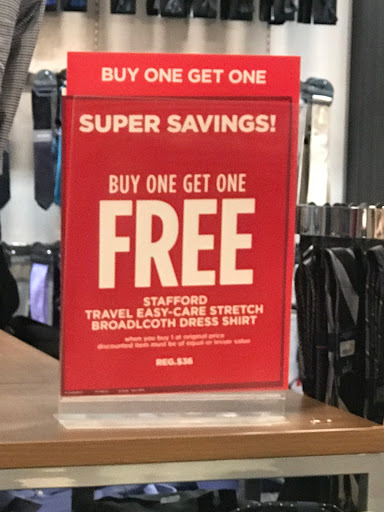 BUY ONE GET ONE
SUPER SAVINGS!
BUY ONE GET ONE
FREE
STAFFORD
TRAVEL EASY-CARE STRETCH
BROADLCOTH DRESS SHIRT
when you buy 1 at original price
discounted item must be of equal or lesser value
REG.$36